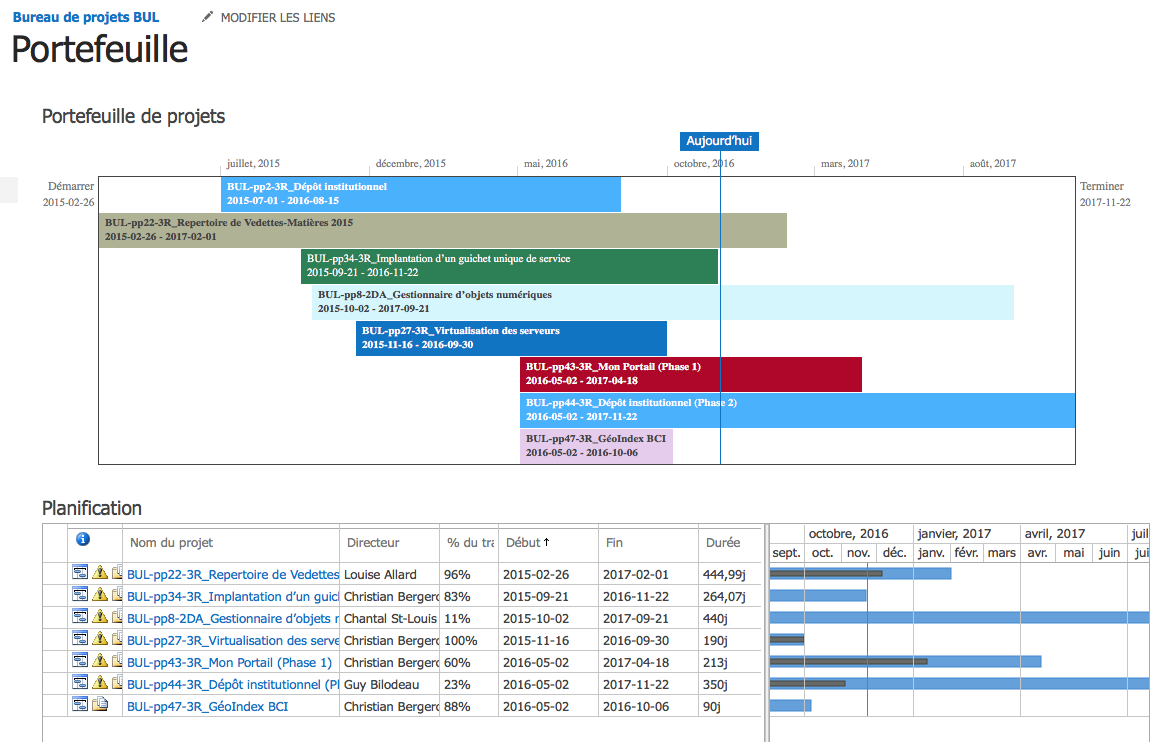 Bureau de projets BUL MODIFIER LES LIENS
Portefeuille
Portefeuille de projets
Aujourd'hui
juillet, 2015 décembre, 2015 mai, 2016 octobre, 2016 mars, 2017 août, 2017
Démarrer
2015-02-26
Terminer
2017-11-22
BUL-pp2-3R_Dépôt institutionnel
2015-07-01 - 2016-08-15
BUL-pp22-3R_Repertoire de Vedettes-Matières 2015
2015-02-26 - 2017-02-01
BUL-pp34-3R_Implantation d'un guichet unique de service
2015-09-21 - 2016-11-22
BUL-pp8-2DA_Gestionnaire d'objets numériques
2015-10-02 - 2017-09-21
BUL-pp27-3R_Virtualisation des serveurs
2015-11-16 - 2016-09-30
BUL-pp43-3R_Mon Portail (Phase 1)
2016-05-02 - 2017-04-18
BUL-pp44-3R_Dépôt institutionnel (Phase 2)
2016-05-02 - 2017-11-22
BUL-pp47-3R_GéoIndex BCI
2016-05-02 - 2016-10-06
Planification
octobre, 2016 janvier, 2017 avril, 2017 juil
Nom du projet Directeur % du tra Début Fin Durée sept. oct. nov. déc. janv. févr. mars avr. mai juin jui
BUL-pp22-3R_Repertoire de Vedettes Louise Allard 96% 2015-02-26 2017-02-01 444,99j
BUL-pp34-3R_Implantation d'un guic Christian Berger 83% 2015-09-21 2016-11-22 264,07j
BUL-pp8-2DA_Gestionnaire d'objets r Chantal St-Louis 11% 2015-10-02 2017-09-21 440j
BUL-pp27-3R_Virtualisation des serve Christian Berger 100% 2015-11-16 2016-09-30 190j
BUL-pp43-3R_Mon Portail (Phase 1) Christian Berger 60% 2016-05-02 2017-04-18 213j
BUL-pp44-3R_Dépôt institutionnel (Pl Guy Bilodeau 23% 2016-05-02 2017-11-22 350j
BUL-pp47-3R_GéoIndex BCI Christian Berger 88% 2016-05-02 2016-10-06 90j